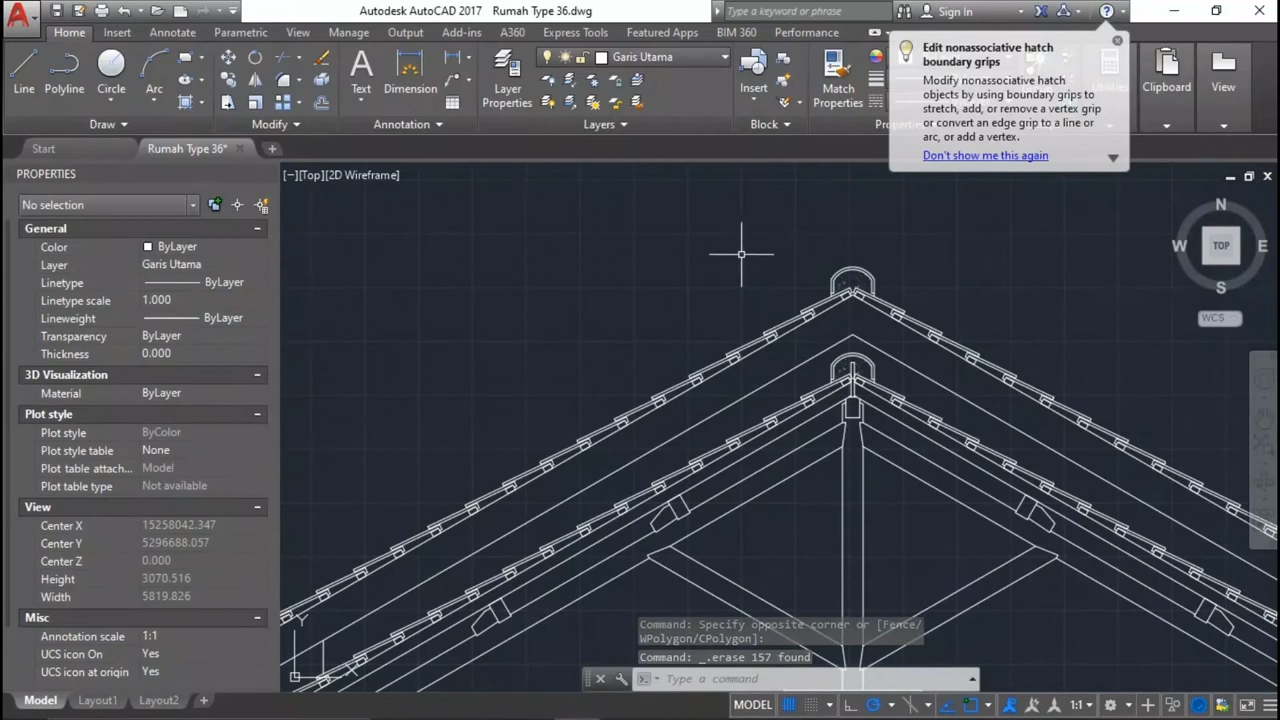 Autodesk AutoCAD 2017 Rumah Type 36.dwg
Type a keyword or phrase
Sign In
Home Insert Annotate Parametric View Manage Output Add-ins A360 Express Tools Featured Apps BIM 360 Performance
Line Polyline Circle Arc
Text Dimension
Layer Properties
Garis Utama
Insert
Match Properties
Utilities
Clipboard
View
Draw Modify Annotation Layers Block
Edit nonassociative hatch
boundary grips
Modify nonassociative hatch
objects by using boundary grips to
stretch, add, or remove a vertex grip
or convert an edge grip to a line or
arc, or add a vertex.
Don't show me this again
Start Rumah Type 36*
PROPERTIES
No selection
General
Color ByLayer
Layer Garis Utama
Linetype ByLayer
Linetype scale 1.000
Lineweight ByLayer
Transparency ByLayer
Thickness 0.000
3D Visualization
Material ByLayer
Plot style
Plot style ByColor
Plot style table None
Plot table attach... Model
Plot table type Not available
View
Center X 15258042.347
Center Y 5296688.057
Center Z 0.000
Height 3070.516
Width 5819.826
Misc
Annotation scale 1:1
UCS icon On Yes
UCS icon at origin Yes
[−][Top][2D Wireframe]
N
W TOP E
S
WCS
Y
X
Command: Specify opposite corner or [Fence/
WPolygon/CPolygon]:
Command: _.erase 157 found
Type a command
Model Layout1 Layout2
MODEL
1:1